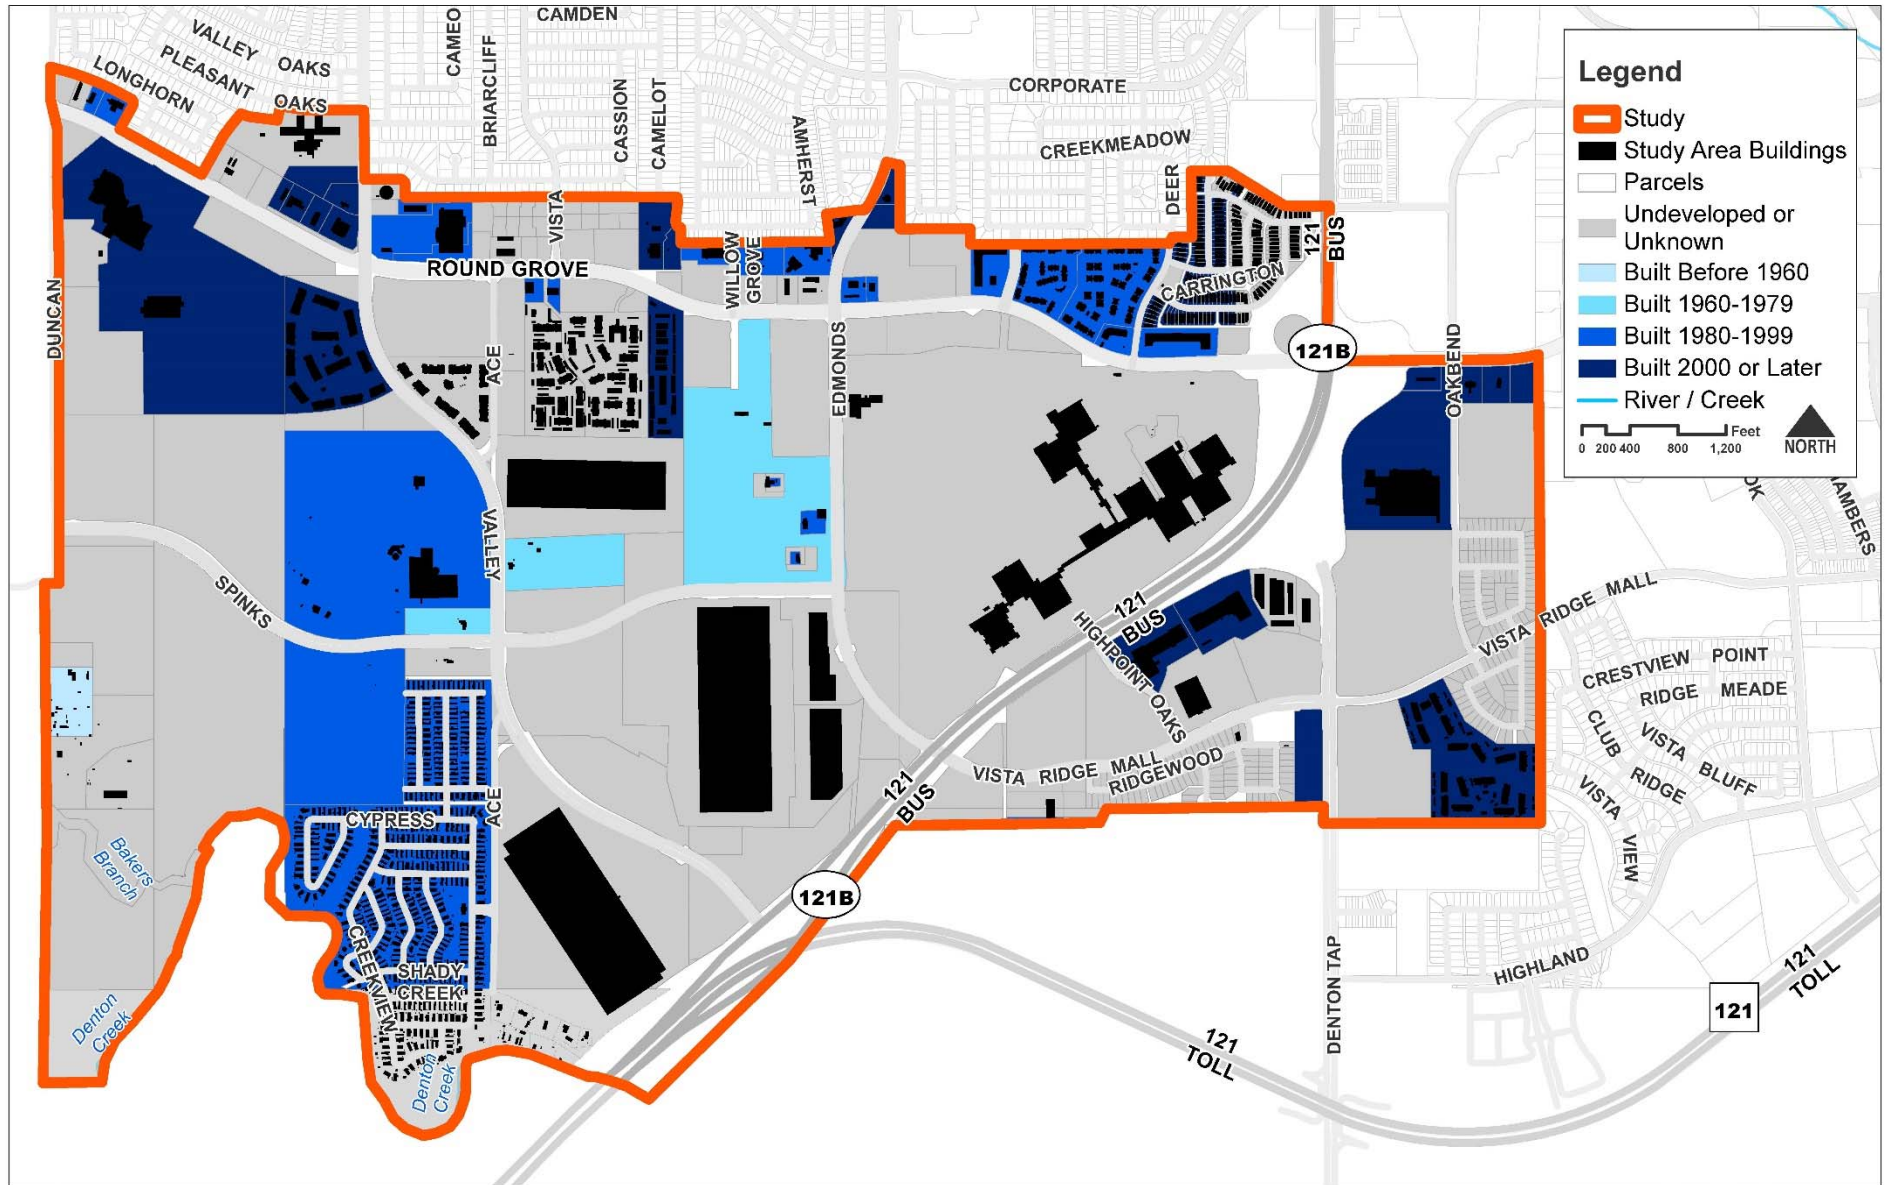 CAMDEN
CAMEO
BRIARCLIFF
VALLEY OAKS
PLEASANT OAKS
LONGHORN
CASSION
CAMELOT
AMHERST
CORPORATE
CREEKMEADOW
DEER
VISTA
WILLOW
GROVE
ROUND GROVE
CARRINGTON
121
BUS
121B
DUNCAN
ACE
EDMONDS
OAKBEND
VALLEY
SPINKS
121
BUS
HIGHPOINT OAKS
VISTA RIDGE MALL
HAMBERS
OK
CRESTVIEW POINT
RIDGE MEADE
CLUB RIDGE
VISTA BLUFF
VISTA VIEW
VISTA RIDGE MALL
RIDGEWOOD
121
BUS
ACE
CYPRESS
Bakers
Branch
121B
CREEKVIEW
SHADY
CREEK
Denton
Creek
Denton
Creek
DENTON TAP
HIGHLAND
121
TOLL
121
121
TOLL
Legend
Study
Study Area Buildings
Parcels
Undeveloped or
Unknown
Built Before 1960
Built 1960-1979
Built 1980-1999
Built 2000 or Later
River / Creek
0 200 400 800 1,200 Feet
NORTH